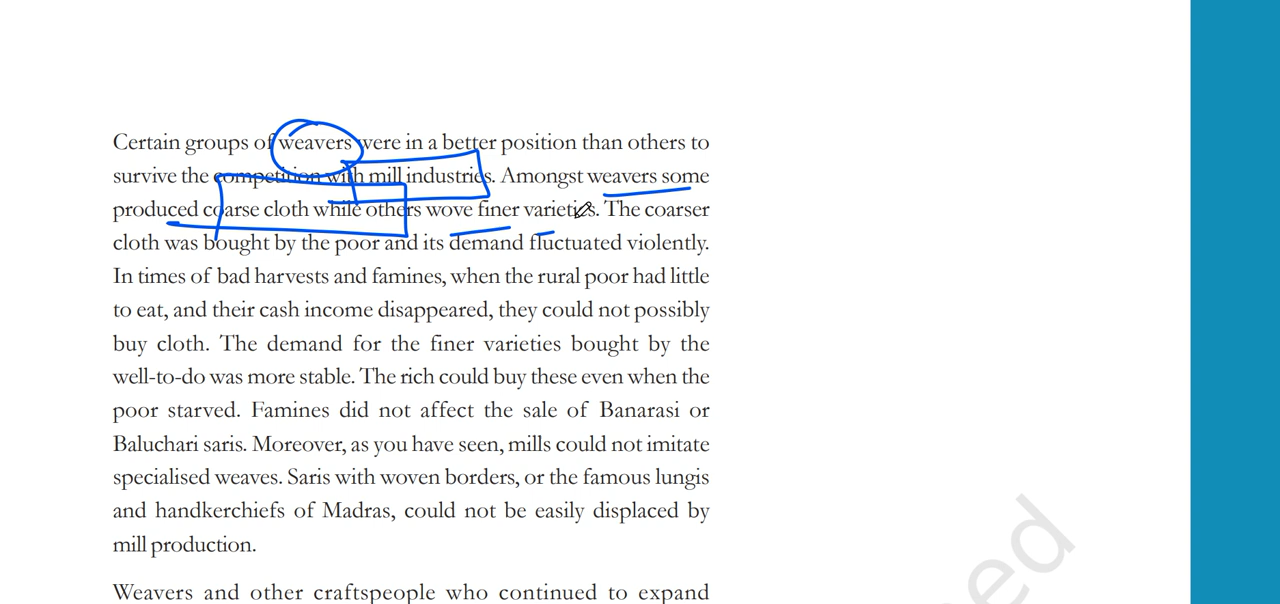 Certain groups of weavers were in a better position than others to
survive the competition with mill industries. Amongst weavers some
produced coarse cloth while others wove finer varieties. The coarser
cloth was bought by the poor and its demand fluctuated violently.
In times of bad harvests and famines, when the rural poor had little
to eat, and their cash income disappeared, they could not possibly
buy cloth. The demand for the finer varieties bought by the
well-to-do was more stable. The rich could buy these even when the
poor starved. Famines did not affect the sale of Banarasi or
Baluchari saris. Moreover, as you have seen, mills could not imitate
specialised weaves. Saris with woven borders, or the famous lungis
and handkerchiefs of Madras, could not be easily displaced by
mill production.
Weavers and other craftspeople who continued to expand
ed